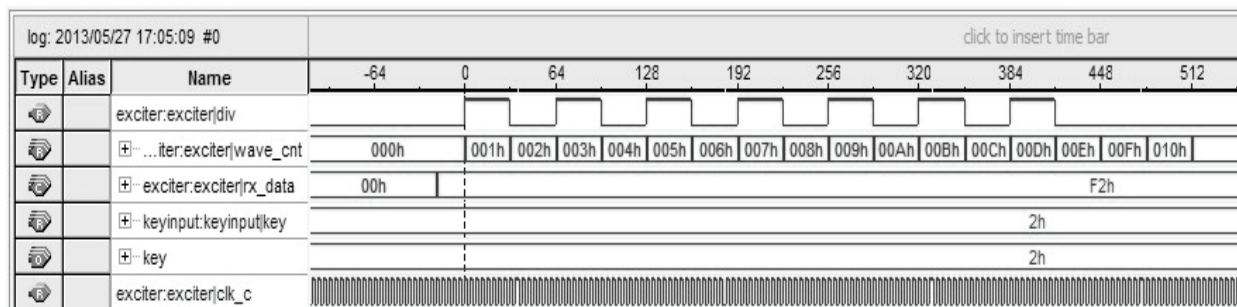 log: 2013/05/27 17:05:09 #0 click to insert time bar
Type Alias Name -64 0 64 128 192 256 320 384 448 512
exciter:exciter|div
...iter:exciter|wave_cnt 000h 001h 002h 003h 004h 005h 006h 007h 008h 009h 00Ah 00Bh 00Ch 00Dh 00Eh 00Fh 010h
exciter:exciter|rx_data 00h F2h
keyinput:keyinput|key 2h
key 2h
exciter:exciter|clk_c